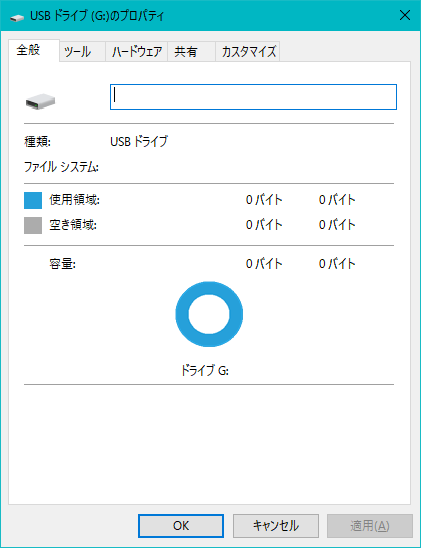 USB ドライブ (G:)のプロパティ
全般 ツール ハードウェア 共有 カスタマイズ
種類: USB ドライブ
ファイル システム:
使用領域: 0 バイト 0 バイト
空き領域: 0 バイト 0 バイト
容量: 0 バイト 0 バイト
ドライブ G:
OK キャンセル 適用(A)